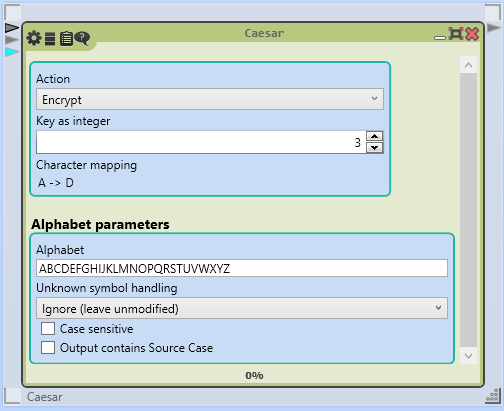 Caesar
Action
Encrypt
Key as integer
3
Character mapping
A -> D
Alphabet parameters
Alphabet
ABCDEFGHIJKLMNOPQRSTUVWXYZ
Unknown symbol handling
Ignore (leave unmodified)
Case sensitive
Output contains Source Case
0%
Caesar